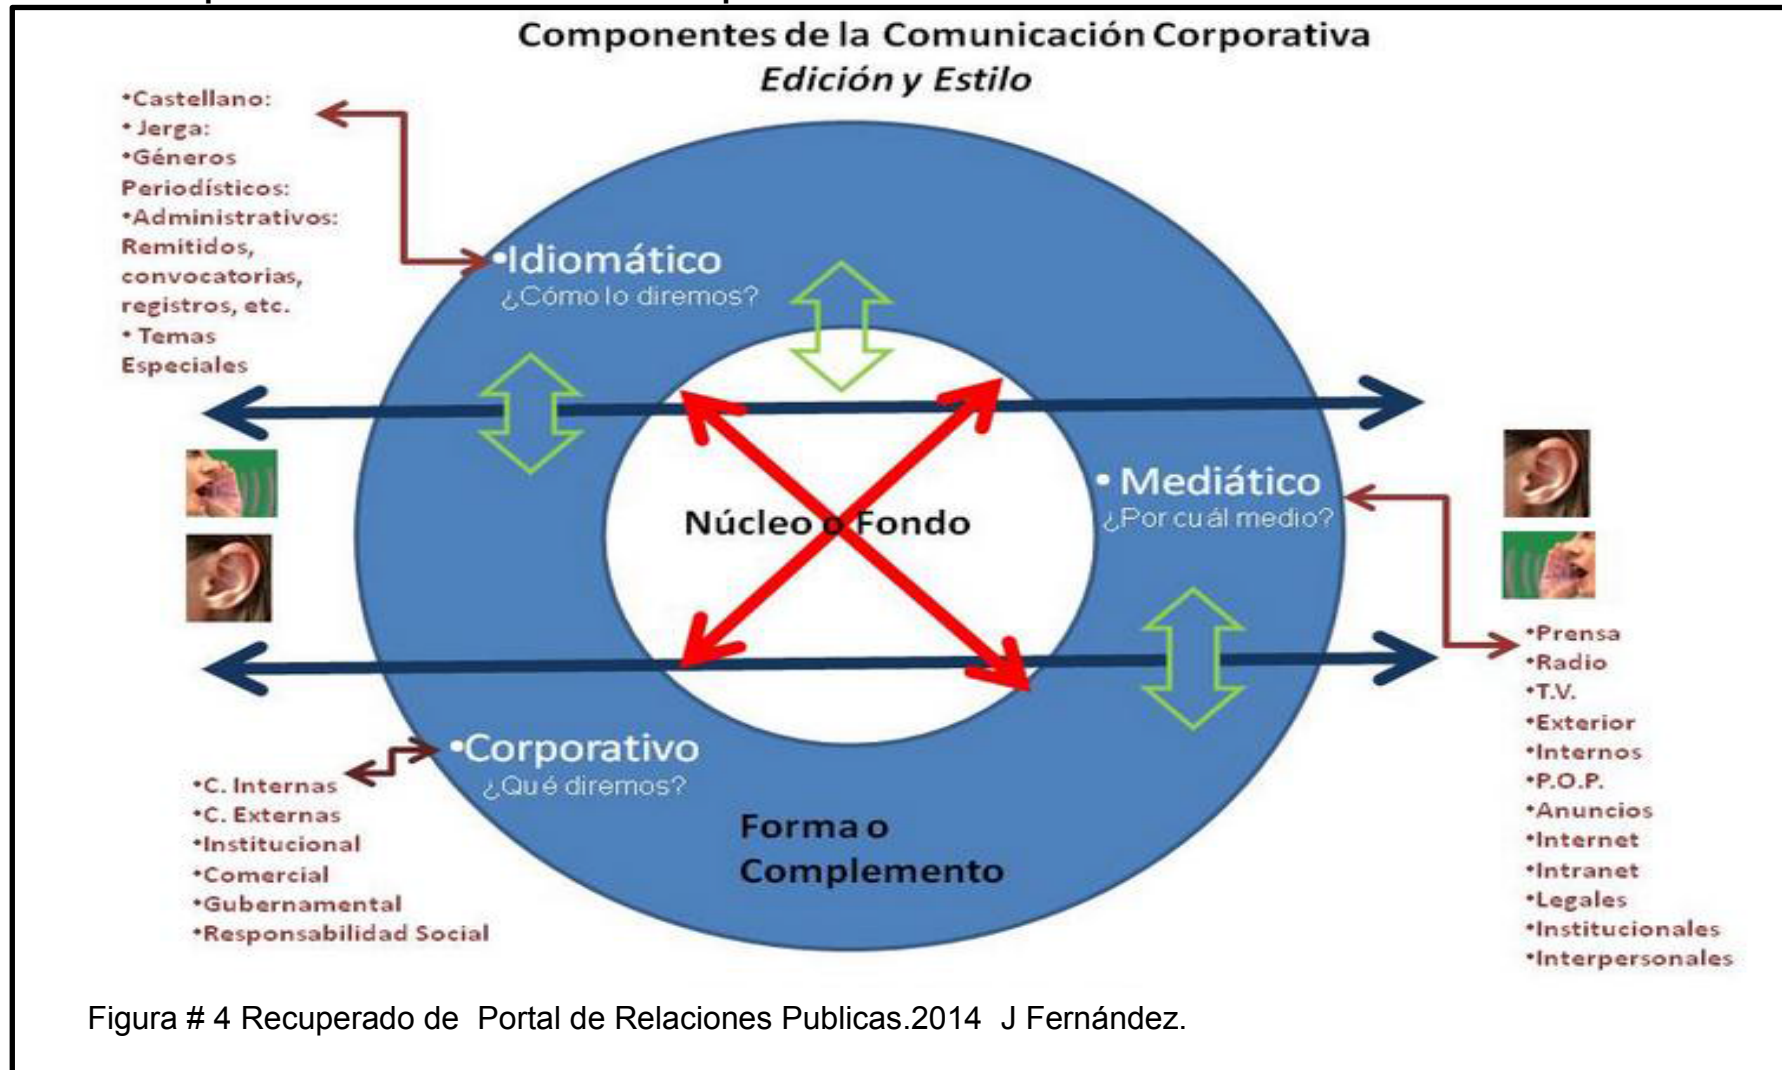 Componentes de la Comunicación Corporativa
Edición y Estilo
•Castellano:
• Jerga:
•Géneros
Periodísticos:
•Administrativos:
Remitidos,
convocatorias,
registros, etc.
• Temas
Especiales
•Idiomático
¿Cómo lo diremos?
Núcleo o Fondo
• Mediático
¿Por cuál medio?
•Corporativo
¿Qué diremos?
Forma o
Complemento
•C. Internas
•C. Externas
•Institucional
•Comercial
•Gubernamental
•Responsabilidad Social
•Prensa
•Radio
•T.V.
•Exterior
•Internos
•P.O.P.
•Anuncios
•Internet
•Intranet
•Legales
•Institucionales
•Interpersonales
Figura # 4 Recuperado de Portal de Relaciones Publicas.2014 J Fernández.